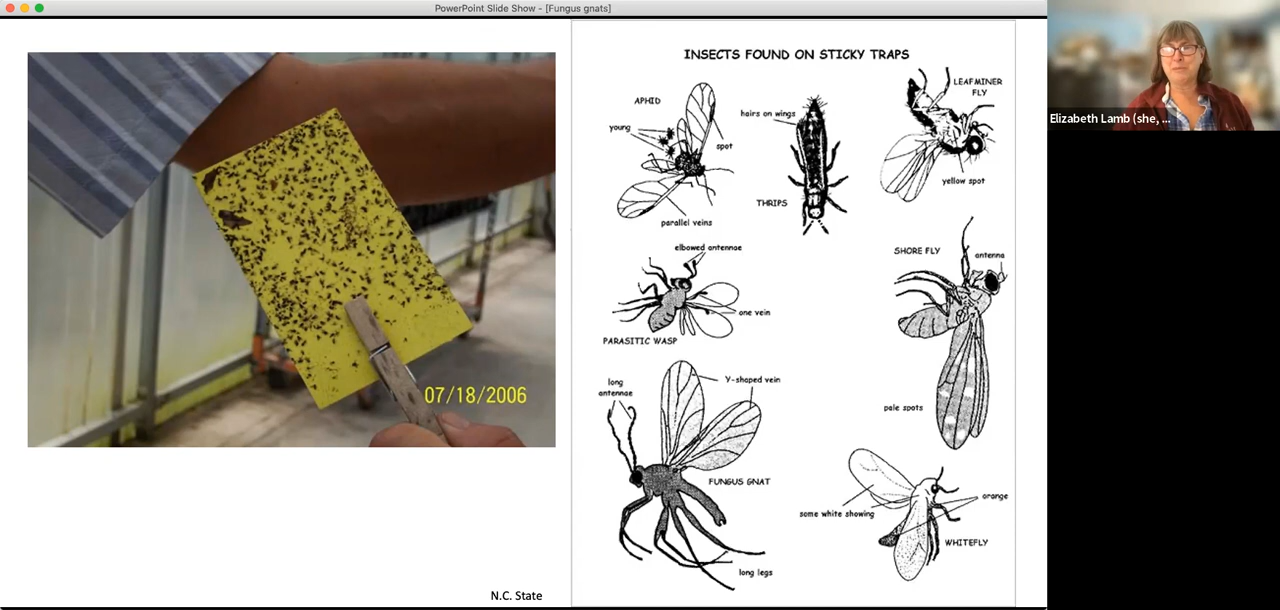 PowerPoint Slide Show - [Fungus gnats]
Elizabeth Lamb (she, ...
07/18/2006
INSECTS FOUND ON STICKY TRAPS
APHID
young
spot
parallel veins
hairs on wings
THRIPS
LEAFMINER
FLY
yellow spot
elbowed antennae
one vein
PARASITIC WASP
SHORE FLY
antenna
pale spots
long
antennae
Y-shaped vein
FUNGUS GNAT
long legs
some white showing
orange
WHITEFLY
N.C. State